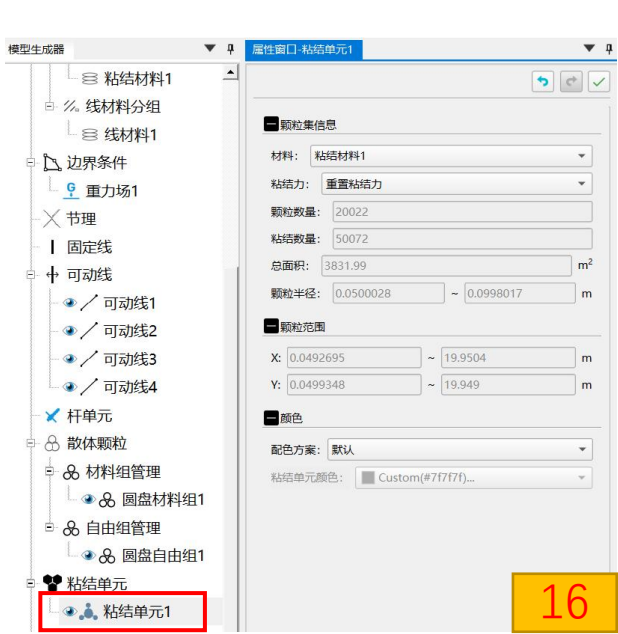 模型生成器
属性窗口-粘结单元1
粘结材料1
线材料分组
线材料1
边界条件
重力场1
节理
固定线
可动线
可动线1
可动线2
可动线3
可动线4
杆单元
散体颗粒
材料组管理
圆盘材料组1
自由组管理
圆盘自由组1
粘结单元
粘结单元1
颗粒集信息
材料: 粘结材料1
粘结力: 重置粘结力
颗粒数量: 20022
粘结数量: 50072
总面积: 3831.99 m²
颗粒半径: 0.0500028 ~ 0.0998017 m
颗粒范围
X: 0.0492695 ~ 19.9504 m
Y: 0.0499348 ~ 19.949 m
颜色
配色方案: 默认
粘结单元颜色: Custom(#7f7f7f)...
16